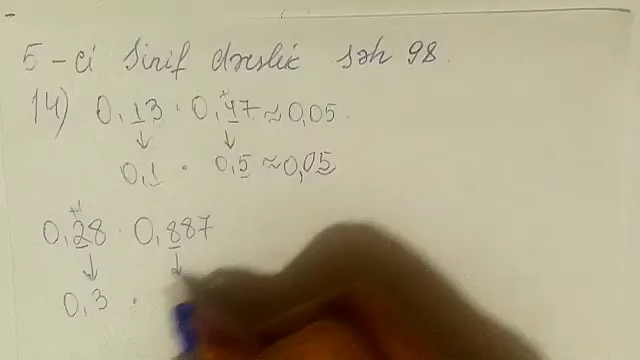 5-ci sinif dərslik səh 98.
14) 0,13 · 0,47 ≈ 0,05.
0,1 · 0,5 ≈ 0,05
0,28 · 0,887
0,3 ·